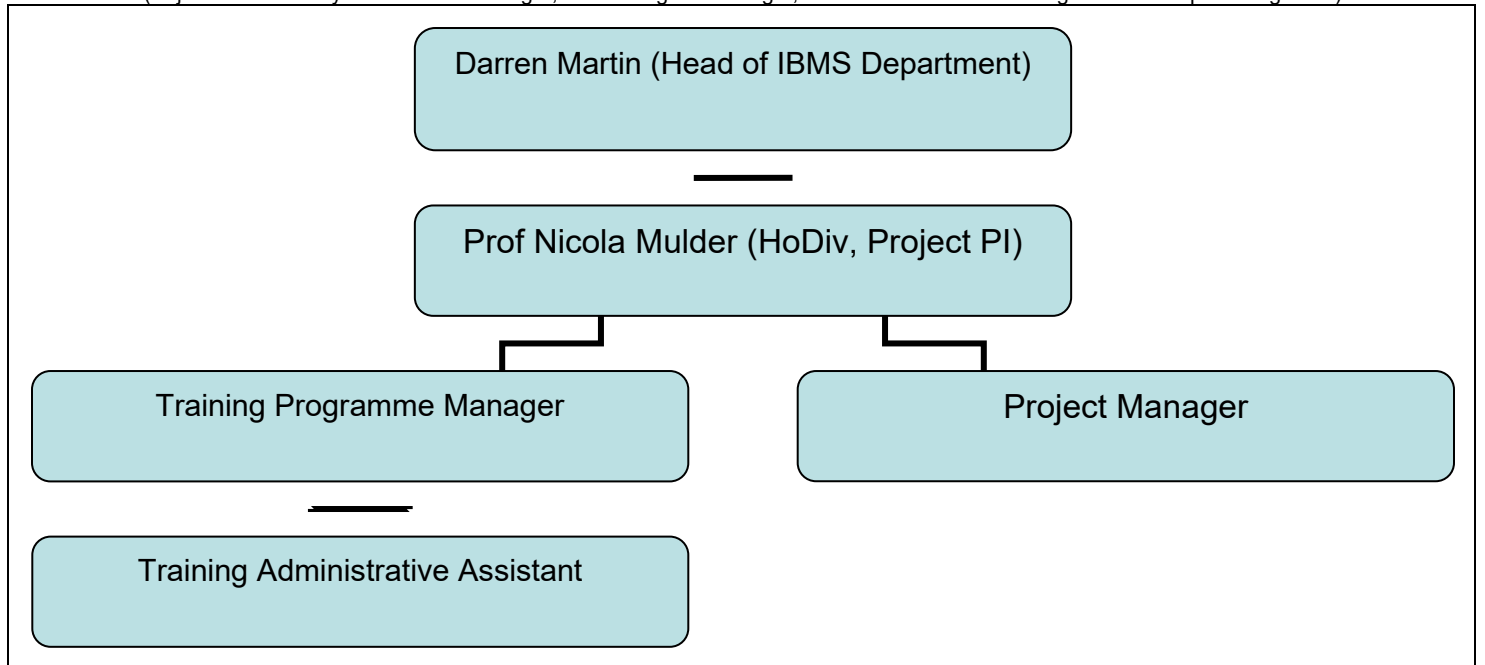 Darren Martin (Head of IBMS Department)
Prof Nicola Mulder (HoDiv, Project PI)
Training Programme Manager
Project Manager
Training Administrative Assistant